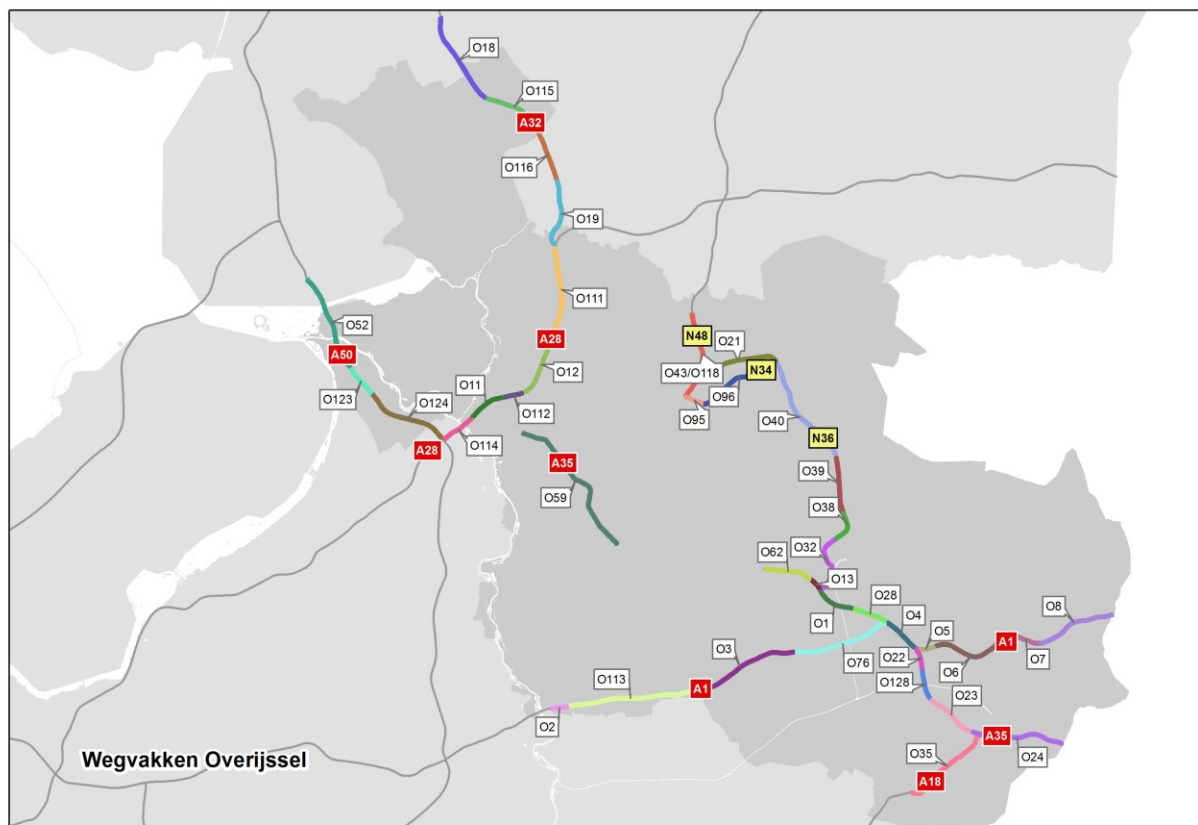 O18
O115
A32
O116
O19
O111
O52
N48
O21
A28
A50
N34
O43/O118
O12
O11
O123
O124
O96
O112
O95
O40
O114
N36
A28
A35
O39
O59
O38
O32
O62
O13
O28
O8
O4
O1
O5
A1
O3
O22
O7
O76
O6
O128
A1
O113
O23
O2
A35
Wegvakken Overijssel
O35
O24
A18